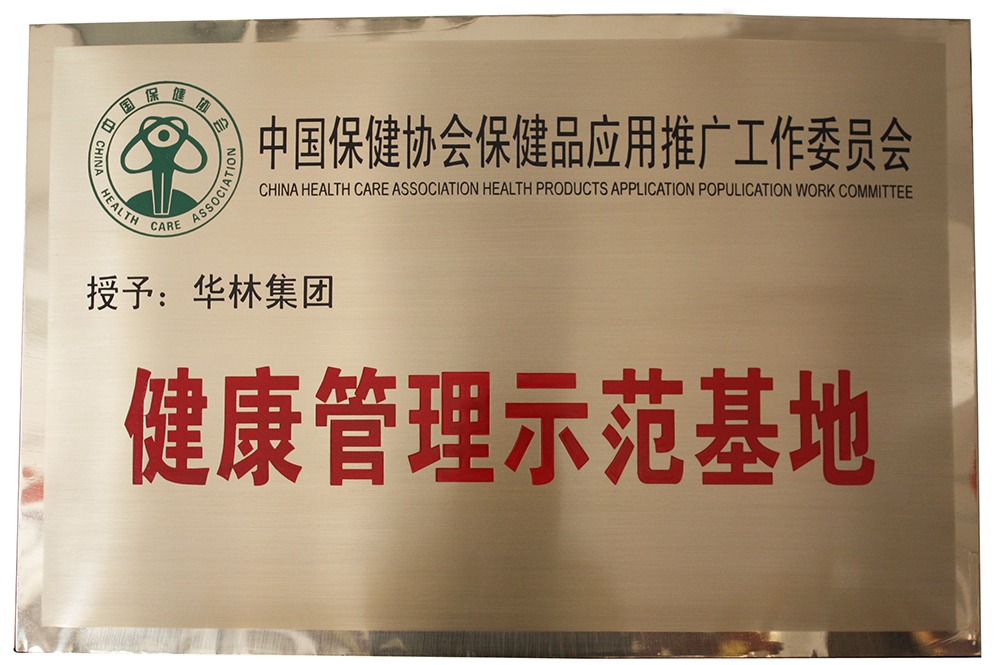 中国保健协会
CHINA HEALTH CARE ASSOCIATION
中国保健协会保健品应用推广工作委员会
CHINA HEALTH CARE ASSOCIATION HEALTH PRODUCTS APPLICATION POPULICATION WORK COMMITTEE
授予：华林集团
健康管理示范基地